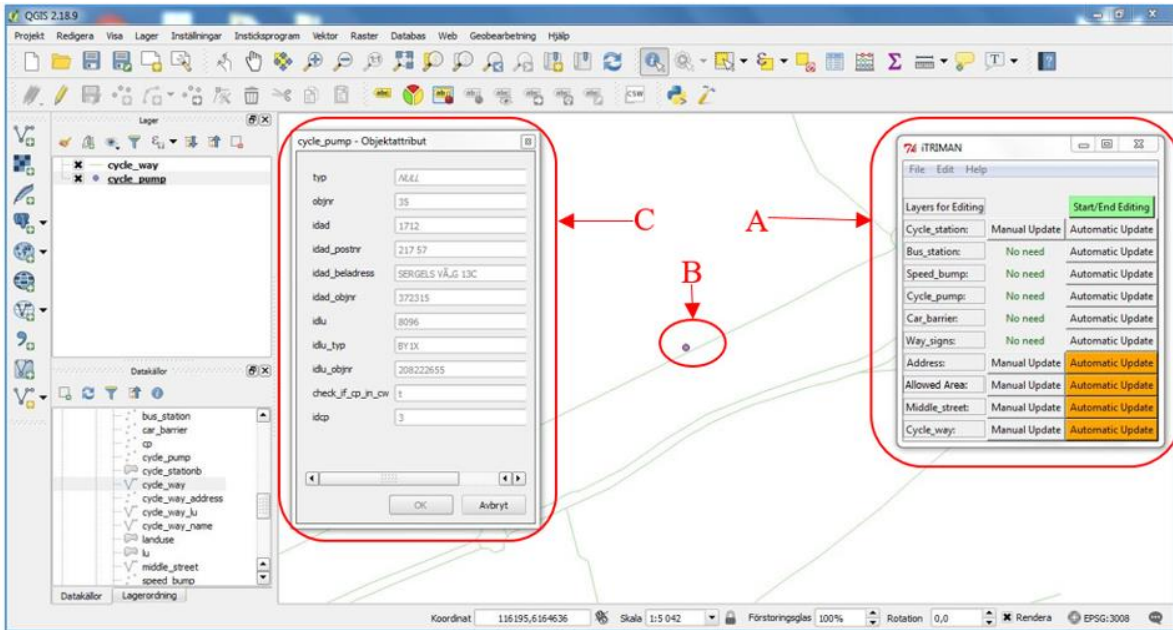 QGIS 2.18.9
Projekt Redigera Visa Lager Inställningar Insticksprogram Vektor Raster Databas Web Geobearbetning Hjälp
CSW
Lager
cycle_way
cycle_pump
Datakällor
bus_station
car_barrier
cp
cycle_pump
cycle_stationb
cycle_way
cycle_way_address
cycle_way_lu
cycle_way_name
landuse
lu
middle_street
speed_bump
Datakällor Lagerordning
cycle_pump - Objektattribut
typ NULL
objnr 35
idad 1712
idad_postnr 217 57
idad_beladress SERGELS VÃ„G 13C
idad_objnr 372315
idlu 8096
idlu_typ BY1X
idlu_objnr 208222655
check_if_cp_in_cw t
idcp 3
OK Avbryt
C
B
A
iTRIMAN
File Edit Help
Layers for Editing Start/End Editing
Cycle_station: Manual Update Automatic Update
Bus_station: No need Automatic Update
Speed_bump: No need Automatic Update
Cycle_pump: No need Automatic Update
Car_barrier: No need Automatic Update
Way_signs: No need Automatic Update
Address: Manual Update Automatic Update
Allowed Area: Manual Update Automatic Update
Middle_street: Manual Update Automatic Update
Cycle_way: Manual Update Automatic Update
Koordinat 116195,6164636 Skala 1:5 042 Förstoringsglas 100% Rotation 0,0 Rendera EPSG:3008